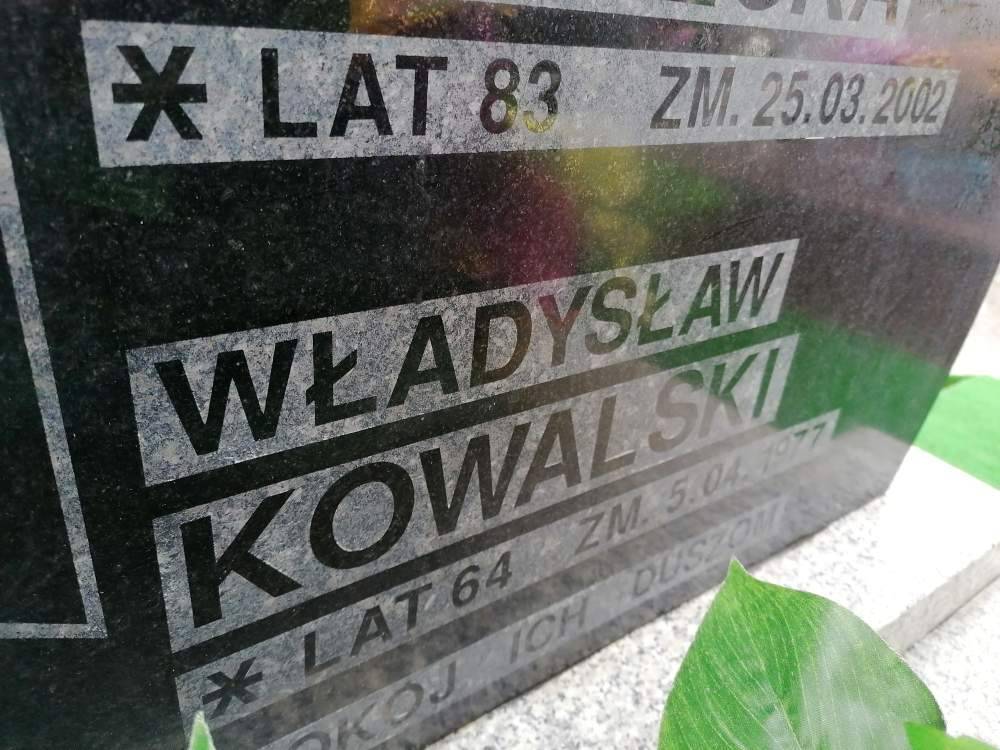 * LAT 83 ZM. 25.03.2002
WŁADYSŁAW
KOWALSKI
* LAT 64 ZM. 5.04.1977
ICH DUSZOM